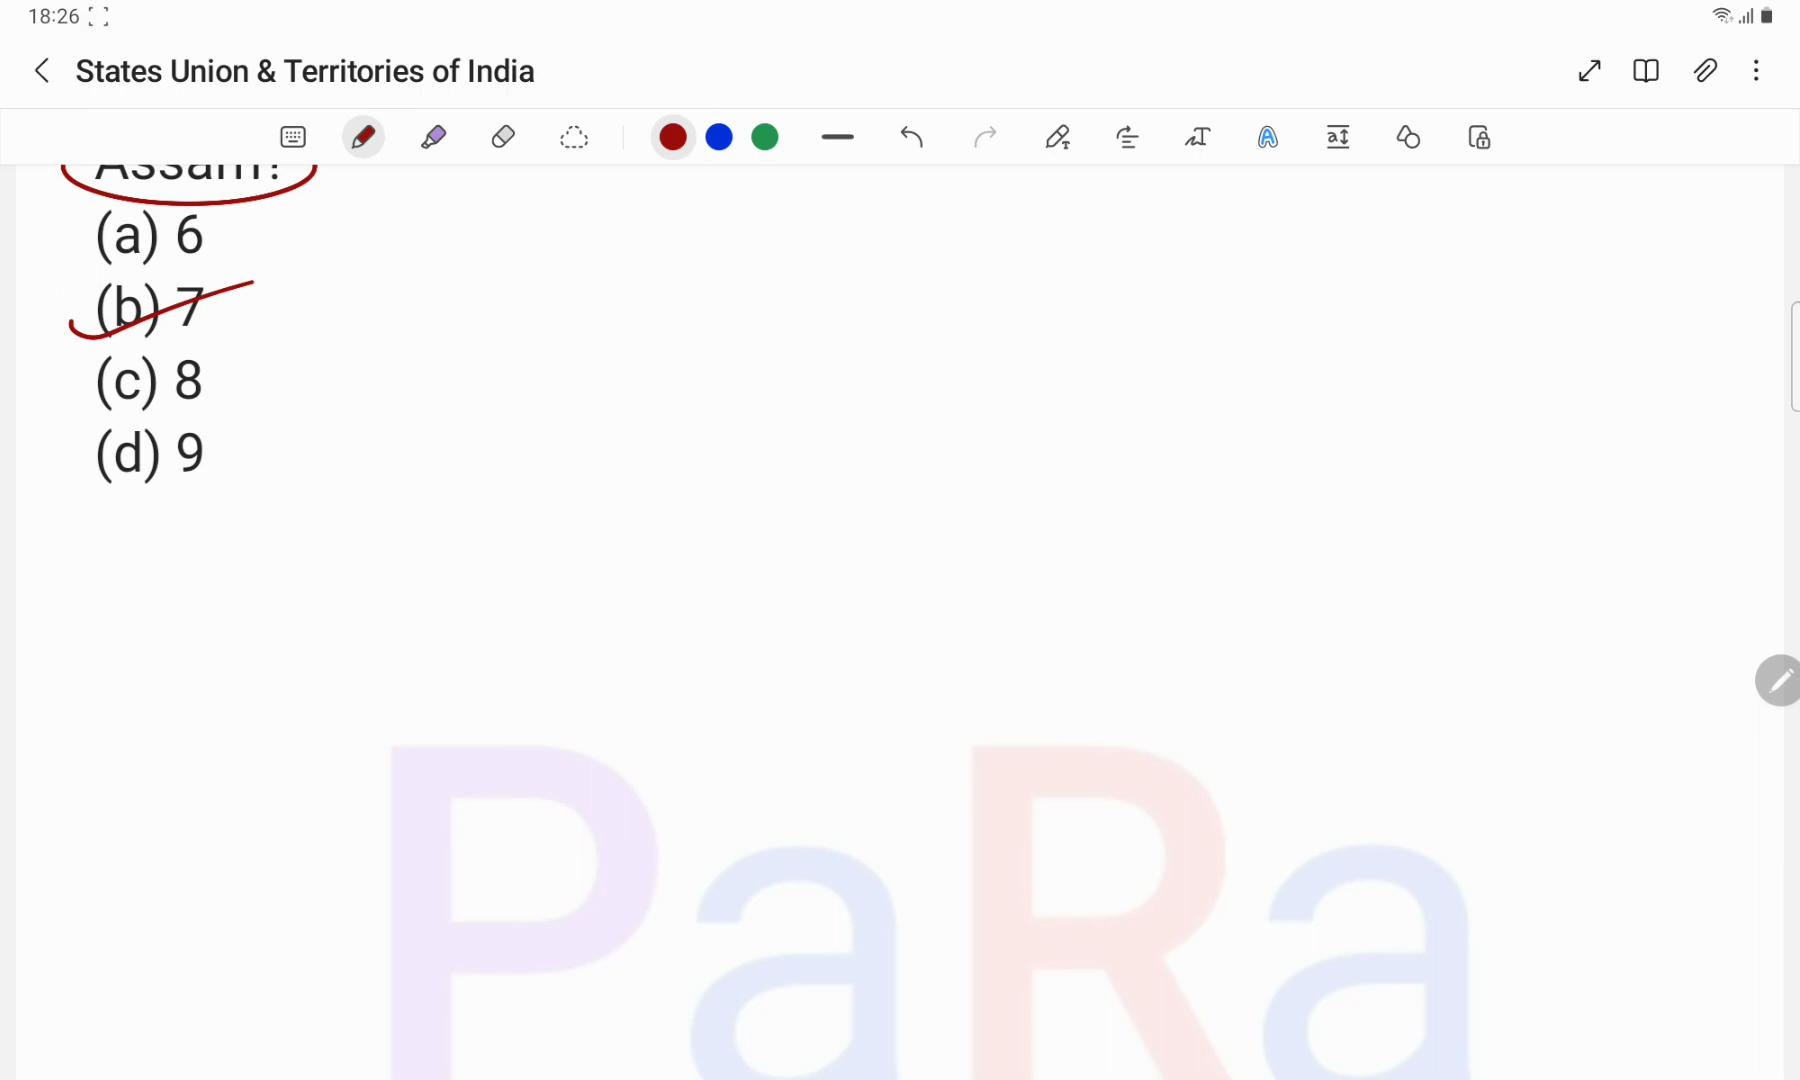 18:26
States Union & Territories of India
Assam?
(a) 6
(b) 7
(c) 8
(d) 9
PaRa